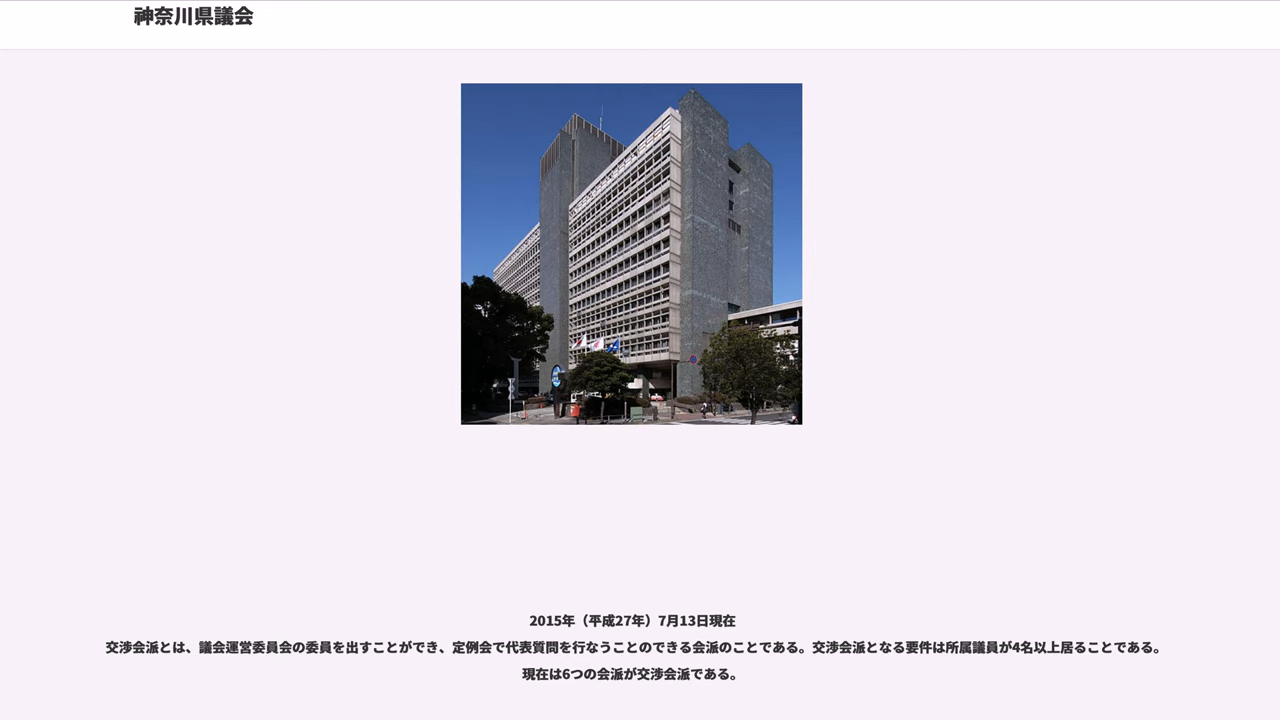 神奈川県議会
2015年（平成27年）7月13日現在
交渉会派とは、議会運営委員会の委員を出すことができ、定例会で代表質問を行なうことのできる会派のことである。交渉会派となる要件は所属議員が4名以上居ることである。
現在は6つの会派が交渉会派である。